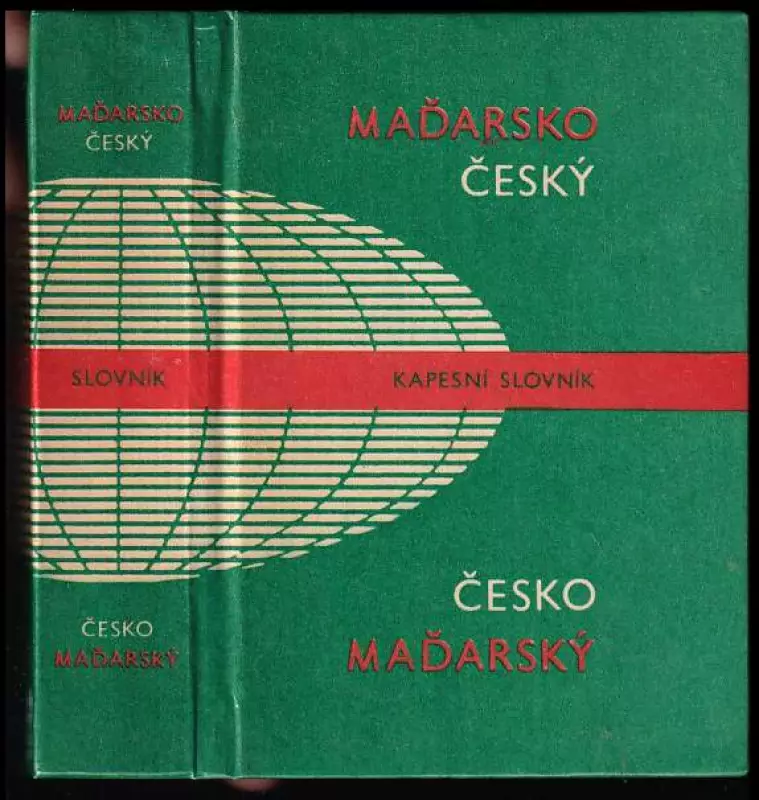 MAĎARSKO
ČESKÝ
SLOVNÍK
ČESKO
MAĎARSKÝ
MAĎARSKO
ČESKÝ
KAPESNÍ SLOVNÍK
ČESKO
MAĎARSKÝ